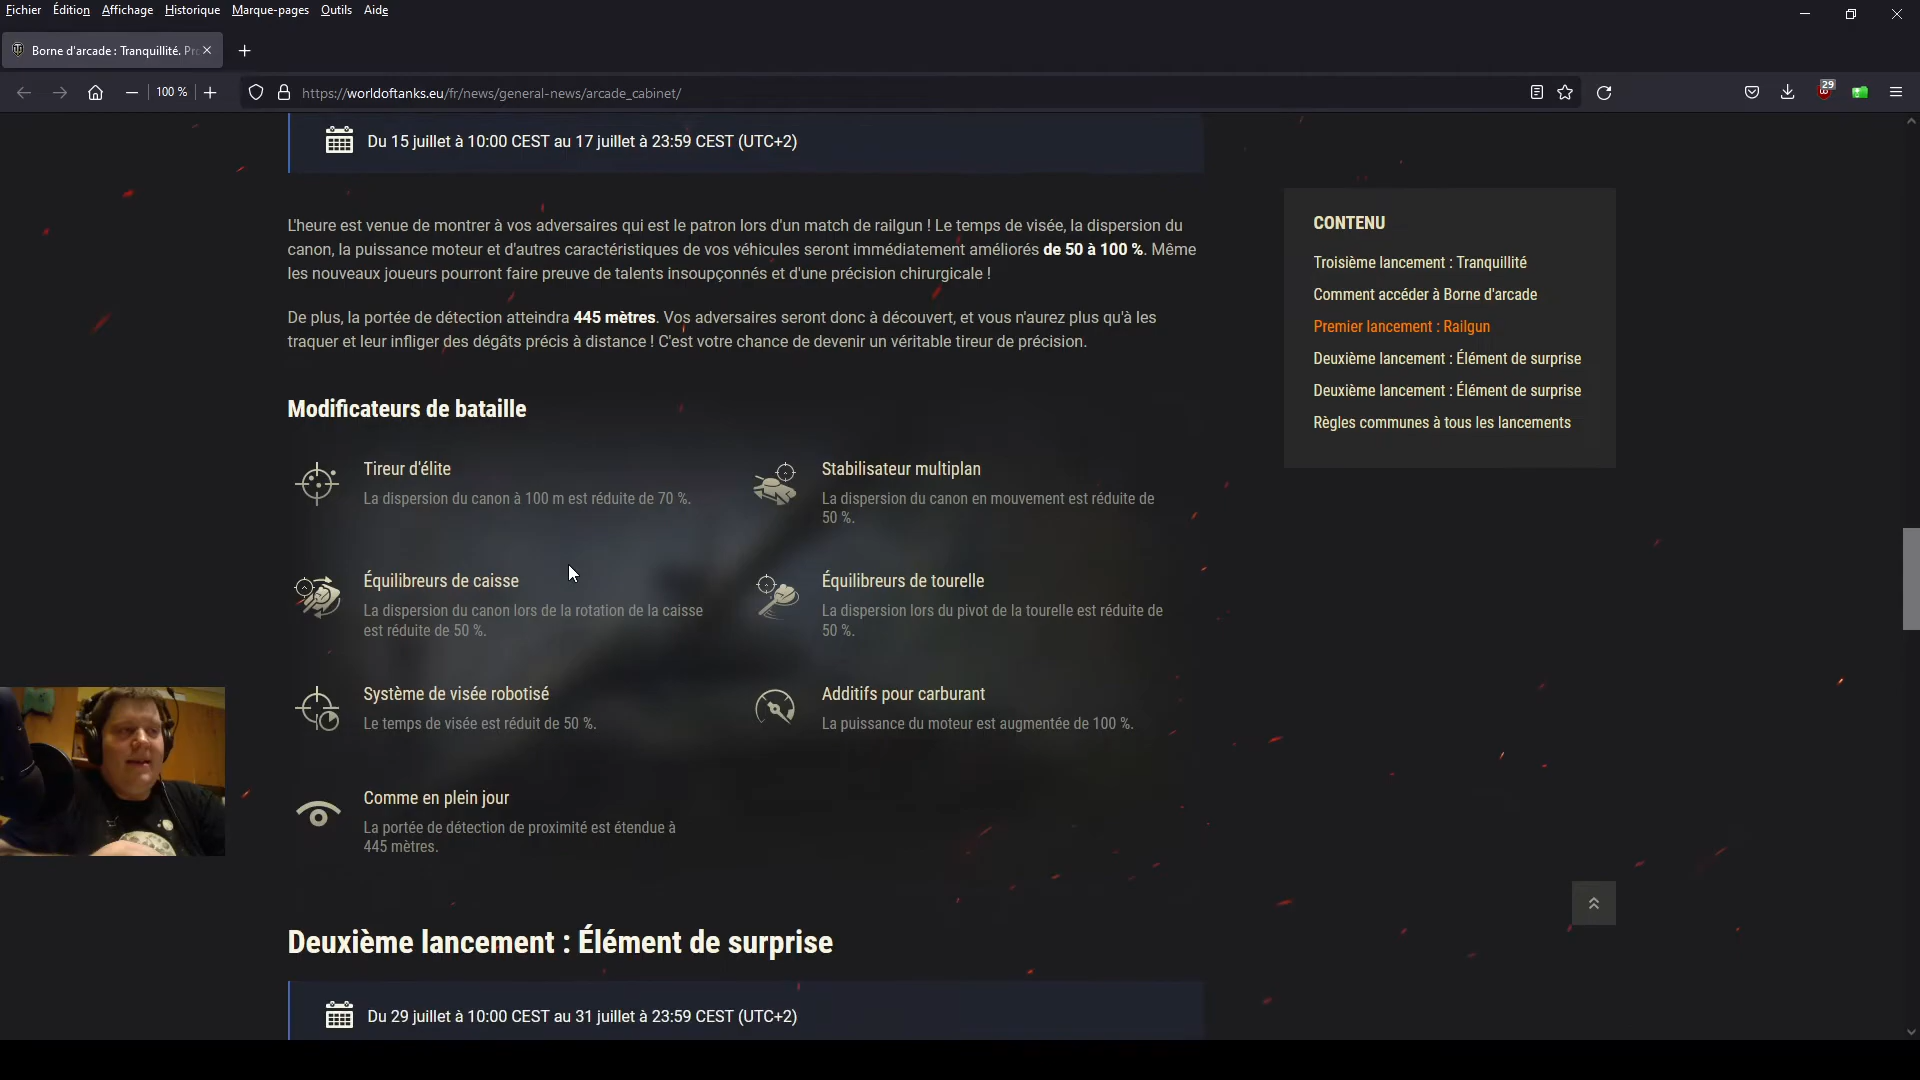 Fichier Édition Affichage Historique Marque-pages Outils Aide
Borne d'arcade : Tranquillité.
100 %
https://worldoftanks.eu/fr/news/general-news/arcade_cabinet/
29
Du 15 juillet à 10:00 CEST au 17 juillet à 23:59 CEST (UTC+2)
L'heure est venue de montrer à vos adversaires qui est le patron lors d'un match de railgun ! Le temps de visée, la dispersion du
canon, la puissance moteur et d'autres caractéristiques de vos véhicules seront immédiatement améliorés de 50 à 100 %. Même
les nouveaux joueurs pourront faire preuve de talents insoupçonnés et d'une précision chirurgicale !
De plus, la portée de détection atteindra 445 mètres. Vos adversaires seront donc à découvert, et vous n'aurez plus qu'à les
traquer et leur infliger des dégâts précis à distance ! C'est votre chance de devenir un véritable tireur de précision.
Modificateurs de bataille
Tireur d'élite
La dispersion du canon à 100 m est réduite de 70 %.
Stabilisateur multiplan
La dispersion du canon en mouvement est réduite de
50 %.
Équilibreurs de caisse
La dispersion du canon lors de la rotation de la caisse
est réduite de 50 %.
Équilibreurs de tourelle
La dispersion lors du pivot de la tourelle est réduite de
50 %.
Système de visée robotisé
Le temps de visée est réduit de 50 %.
Additifs pour carburant
La puissance du moteur est augmentée de 100 %.
Comme en plein jour
La portée de détection de proximité est étendue à
445 mètres.
Deuxième lancement : Élément de surprise
Du 29 juillet à 10:00 CEST au 31 juillet à 23:59 CEST (UTC+2)
CONTENU
Troisième lancement : Tranquillité
Comment accéder à Borne d'arcade
Premier lancement : Railgun
Deuxième lancement : Élément de surprise
Deuxième lancement : Élément de surprise
Règles communes à tous les lancements